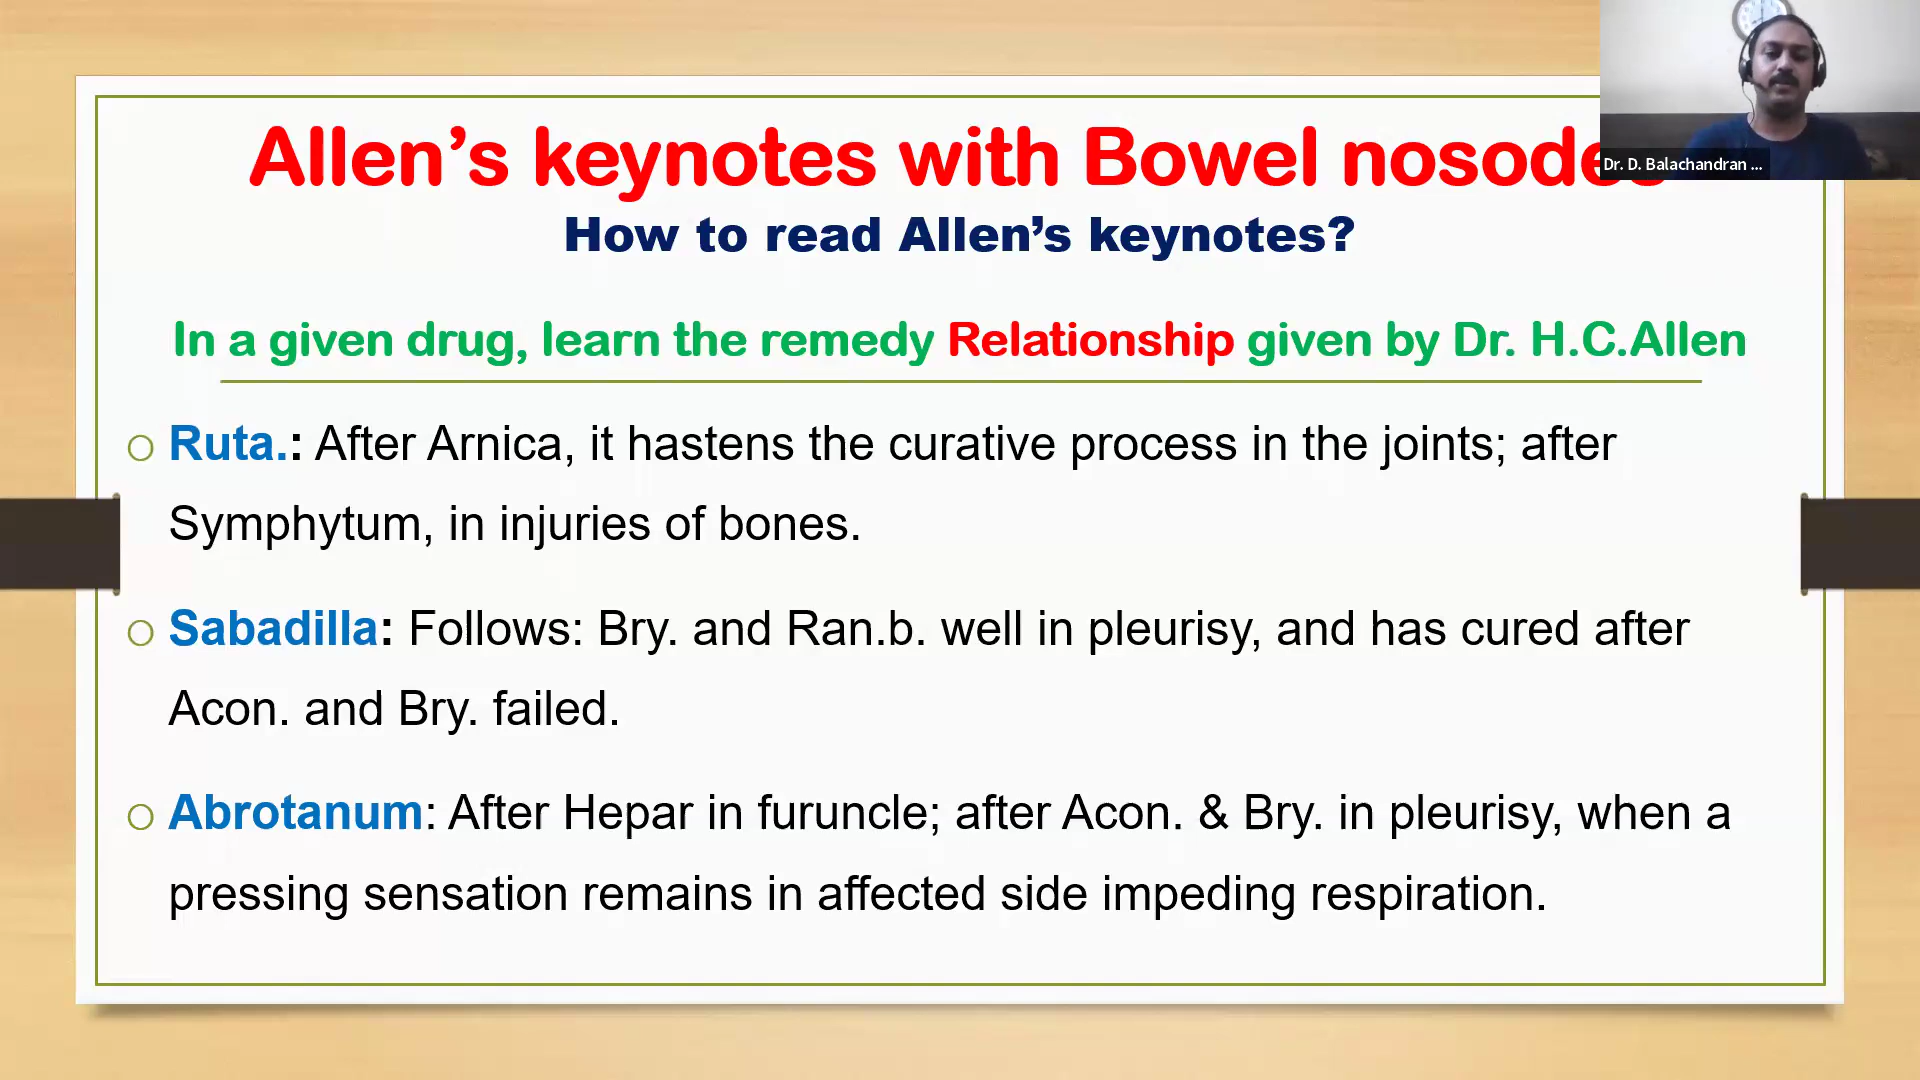 Allen’s keynotes with Bowel nosodes
Dr. D. Balachandran ...
How to read Allen’s keynotes?
In a given drug, learn the remedy Relationship given by Dr. H.C.Allen
Ruta.: After Arnica, it hastens the curative process in the joints; after
Symphytum, in injuries of bones.
Sabadilla: Follows: Bry. and Ran.b. well in pleurisy, and has cured after
Acon. and Bry. failed.
Abrotanum: After Hepar in furuncle; after Acon. & Bry. in pleurisy, when a
pressing sensation remains in affected side impeding respiration.